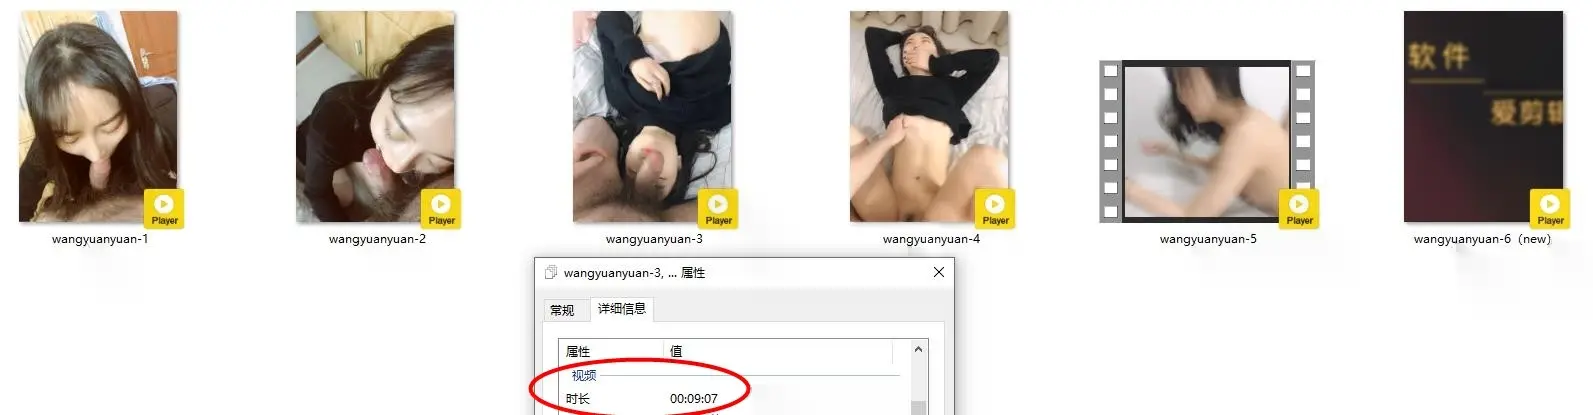 软件
爱剪辑
Player
Player
Player
Player
Player
Player
wangyuanyuan-1
wangyuanyuan-2
wangyuanyuan-3
wangyuanyuan-4
wangyuanyuan-5
wangyuanyuan-6（new）
wangyuanyuan-3, ... 属性
常规
详细信息
属性 值
视频
时长 00:09:07